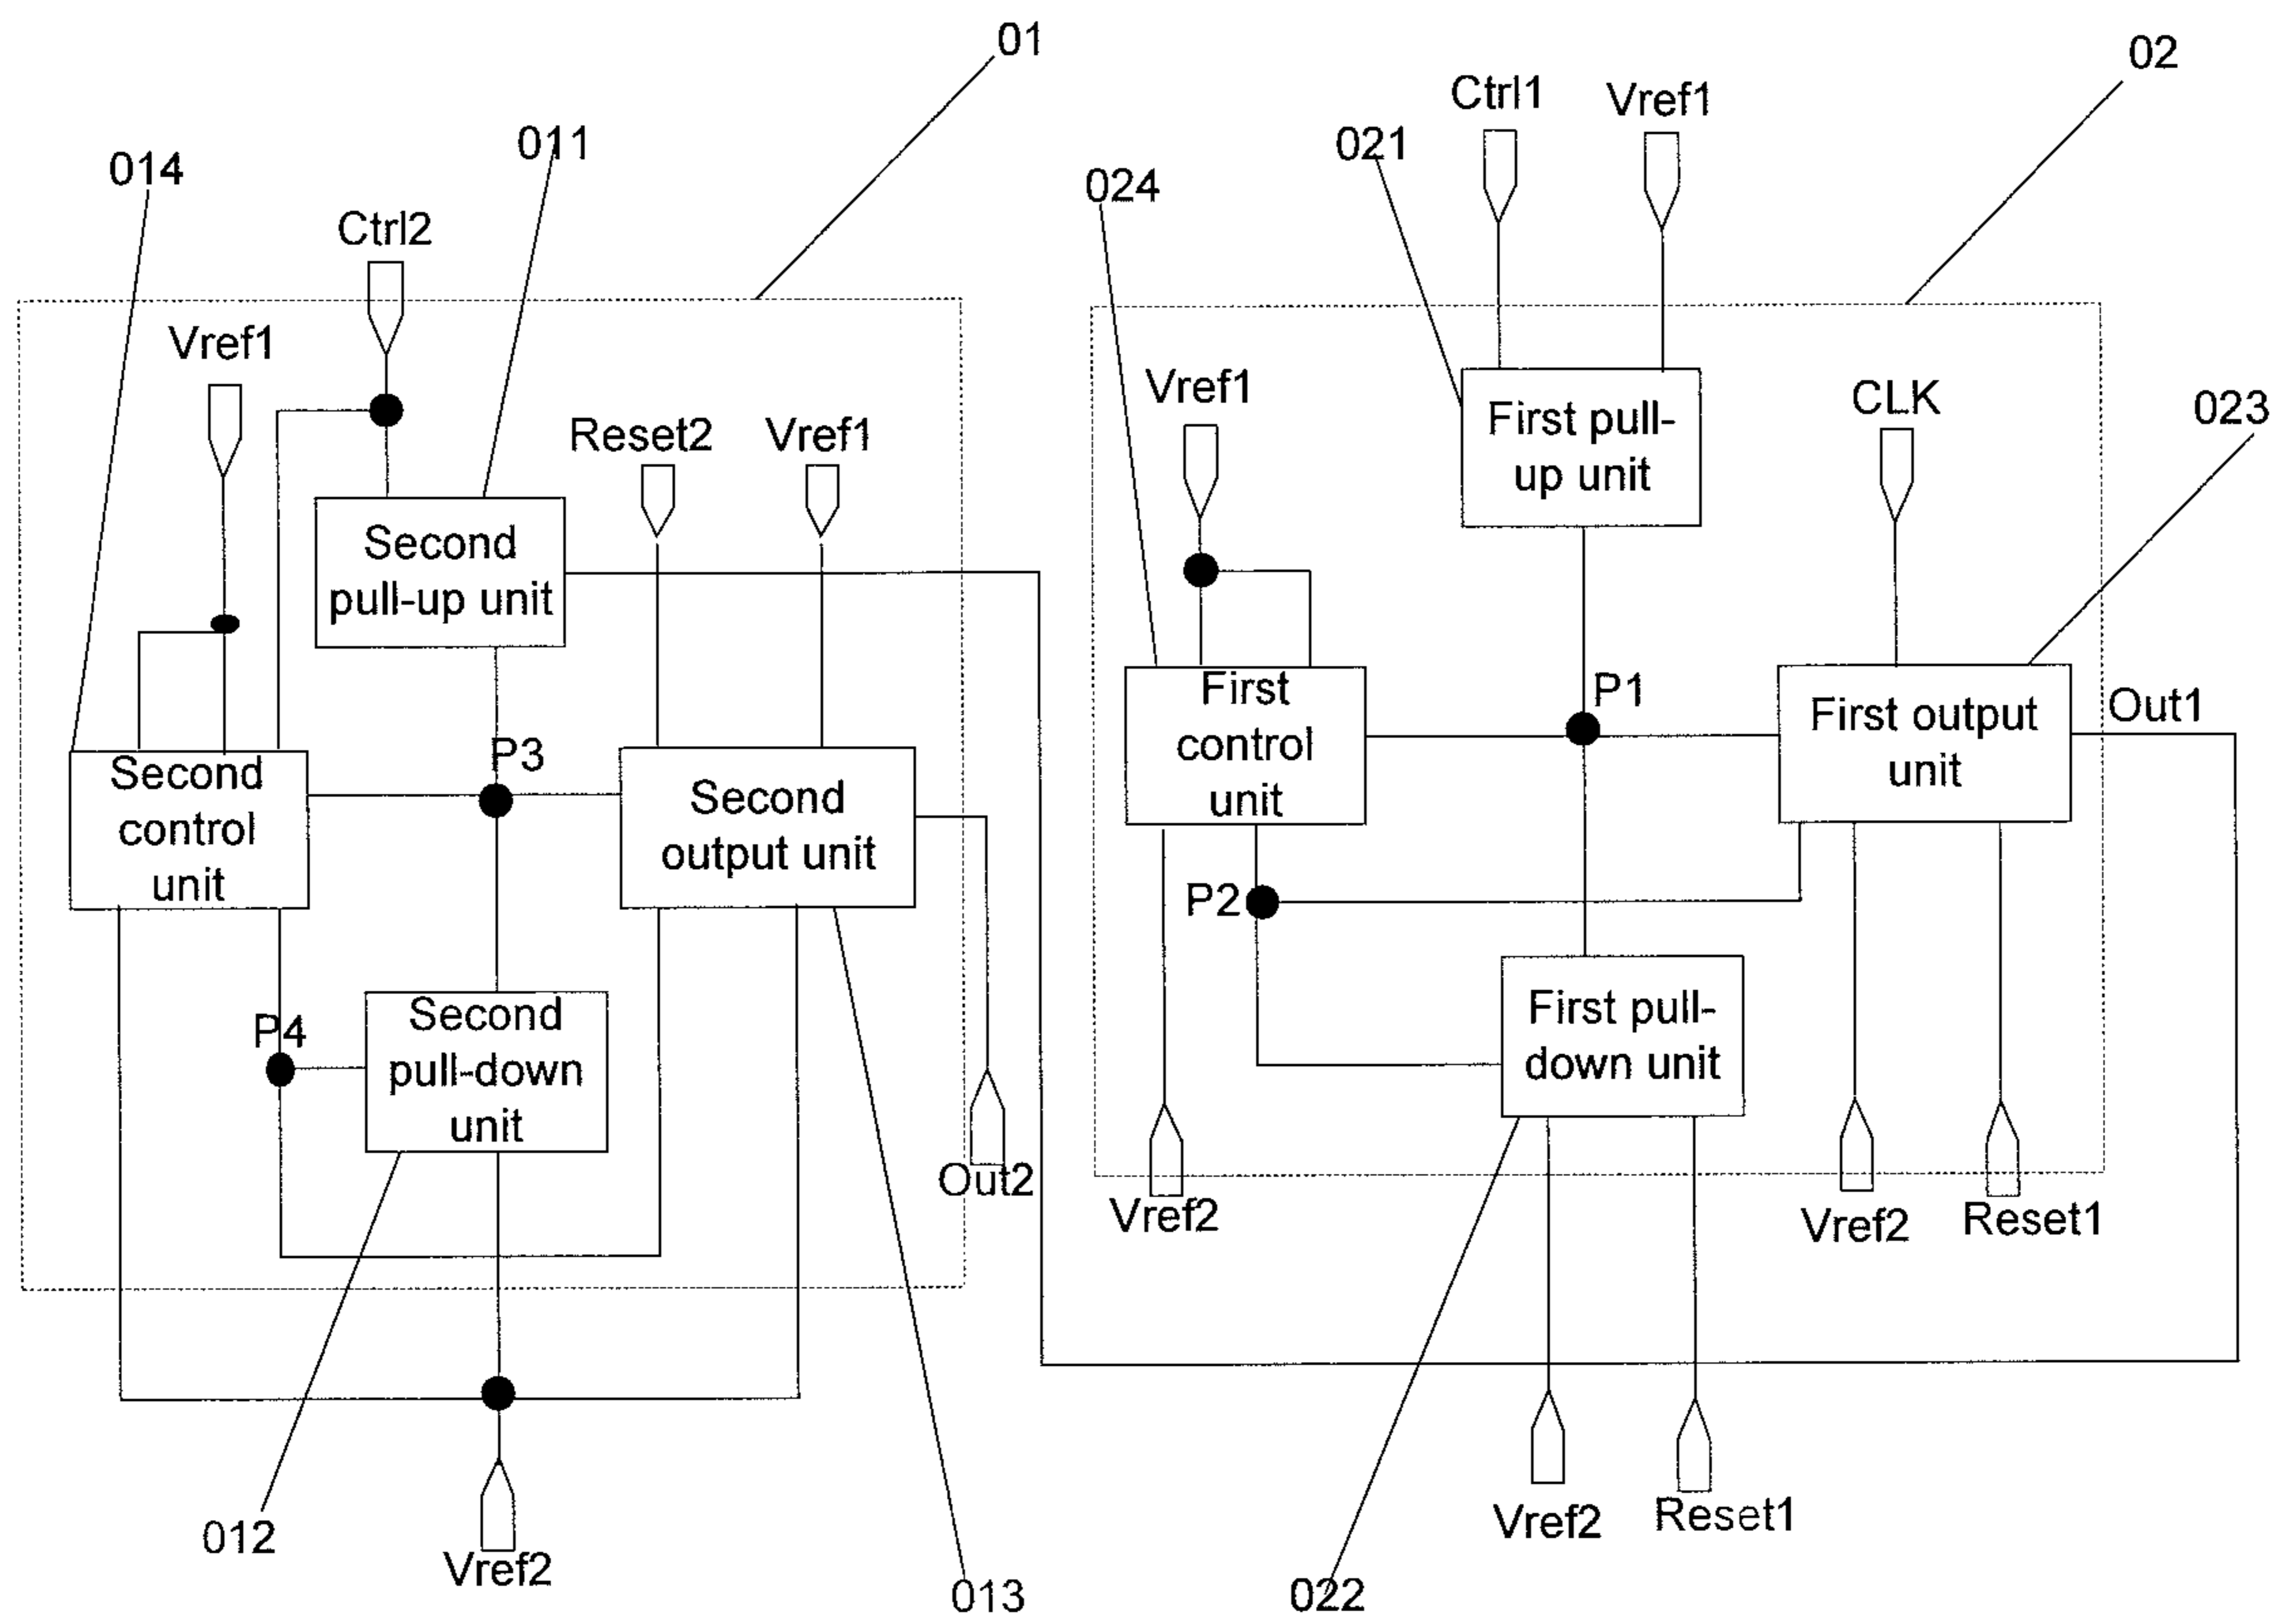 01
02
Ctrl1
Vref1
011
021
014
024
Ctrl2
Vref1
Vref1
CLK
023
Reset2
Vref1
First pull-
up unit
Second
pull-up unit
P1
First
control
unit
First output
unit
Out1
P3
Second
control
unit
Second
output unit
P2
Second
pull-down
unit
First pull-
down unit
P4
Out2
Vref2
Vref2
Reset1
012
Vref2
013
022
Vref2
Reset1